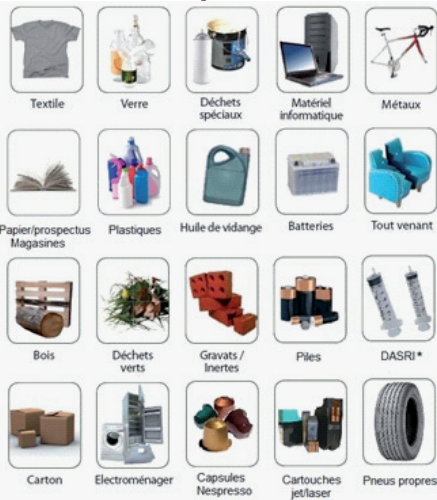 Textile
Verre
Déchets
spéciaux
Matériel
informatique
Métaux
Papier/prospectus
Magasines
Plastiques
Huile de vidange
Batteries
Tout venant
Bois
Déchets
verts
Gravats /
Inertes
Piles
DASRI *
Carton
Electroménager
Capsules
Nespresso
Cartouches
jet/laser
Pneus propres